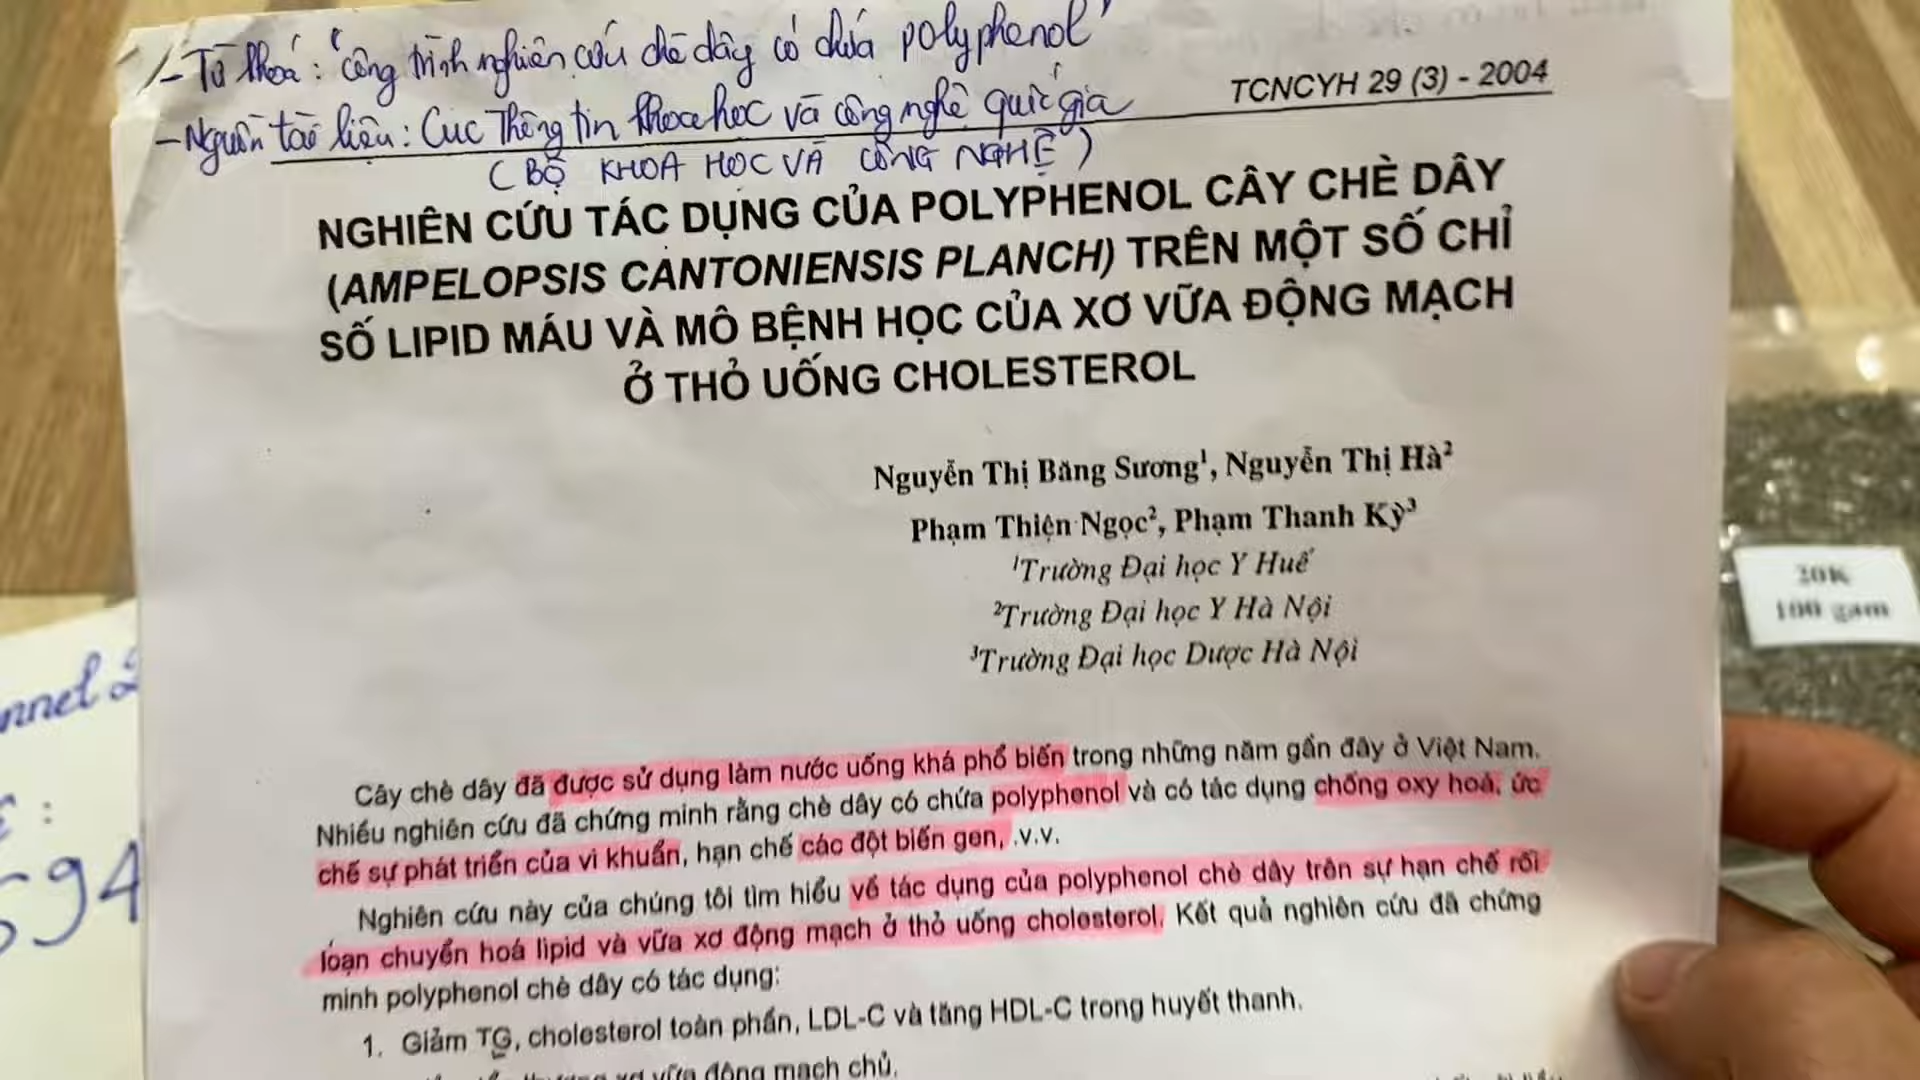 - Từ khoá: "công trình nghiên cứu chè dây có chứa polyphenol"
- Nguồn tài liệu: Cục Thông tin khoa học và công nghệ quốc gia
(BỘ KHOA HỌC VÀ CÔNG NGHỆ)
TCNCYH 29 (3) - 2004
NGHIÊN CỨU TÁC DỤNG CỦA POLYPHENOL CÂY CHÈ DÂY
(AMPELOPSIS CANTONIENSIS PLANCH) TRÊN MỘT SỐ CHỈ
SỐ LIPID MÁU VÀ MÔ BỆNH HỌC CỦA XƠ VỮA ĐỘNG MẠCH
Ở THỎ UỐNG CHOLESTEROL
Nguyễn Thị Băng Sương¹, Nguyễn Thị Hà²
Phạm Thiện Ngọc², Phạm Thanh Kỳ³
¹Trường Đại học Y Huế
²Trường Đại học Y Hà Nội
³Trường Đại học Dược Hà Nội
Cây chè dây đã được sử dụng làm nước uống khá phổ biến trong những năm gần đây ở Việt Nam.
Nhiều nghiên cứu đã chứng minh rằng chè dây có chứa polyphenol và có tác dụng chống oxy hoá, ức
chế sự phát triển của vi khuẩn, hạn chế các đột biến gen, .v.v.
Nghiên cứu này của chúng tôi tìm hiểu về tác dụng của polyphenol chè dây trên sự hạn chế rối
loạn chuyển hoá lipid và vữa xơ động mạch ở thỏ uống cholesterol. Kết quả nghiên cứu đã chứng
minh polyphenol chè dây có tác dụng:
1. Giảm TG, cholesterol toàn phần, LDL-C và tăng HDL-C trong huyết thanh.
xơ vữa động mạch chủ.
20K
100 gam
594